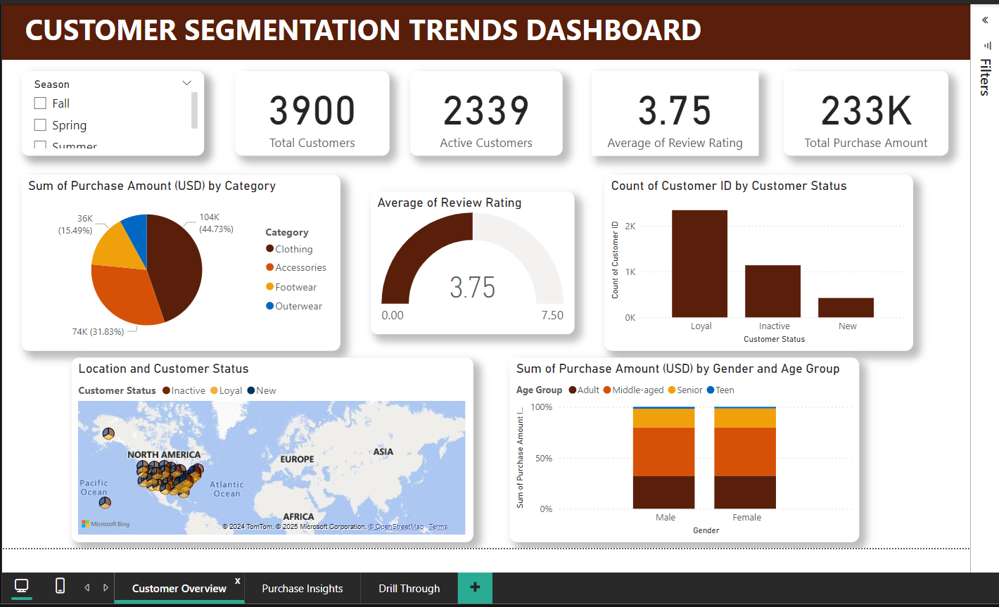 CUSTOMER SEGMENTATION TRENDS DASHBOARD
Filters
Season
Fall
Spring
Summer
3900
Total Customers
2339
Active Customers
3.75
Average of Review Rating
233K
Total Purchase Amount
Sum of Purchase Amount (USD) by Category
36K
(15.49%)
104K
(44.73%)
74K (31.83%)
Category
Clothing
Accessories
Footwear
Outerwear
Average of Review Rating
3.75
0.00
7.50
Count of Customer ID by Customer Status
Count of Customer ID
2K
1K
0K
Loyal
Inactive
New
Customer Status
Location and Customer Status
Customer Status Inactive Loyal New
NORTH AMERICA
EUROPE
ASIA
Pacific
Ocean
Atlantic
Ocean
AFRICA
Microsoft Bing
© 2024 TomTom, © 2025 Microsoft Corporation, © OpenStreetMap Terms
Sum of Purchase Amount (USD) by Gender and Age Group
Age Group Adult Middle-aged Senior Teen
Sum of Purchase Amount (...
100%
50%
0%
Male
Female
Gender
Customer Overview x
Purchase Insights
Drill Through
+